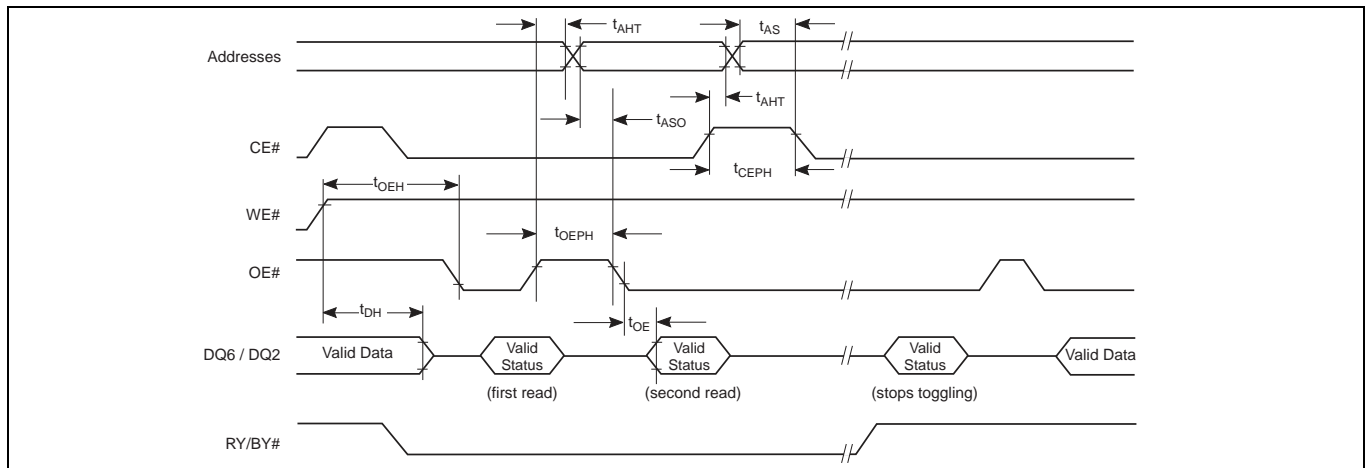 tAHT
tAS
Addresses
tAHT
tASO
CE#
tCEPH
tOEH
WE#
tOEPH
OE#
tDH
tOE
DQ6 / DQ2
Valid Data
Valid
Status
Valid
Status
Valid
Status
Valid Data
(first read)
(second read)
(stops toggling)
RY/BY#